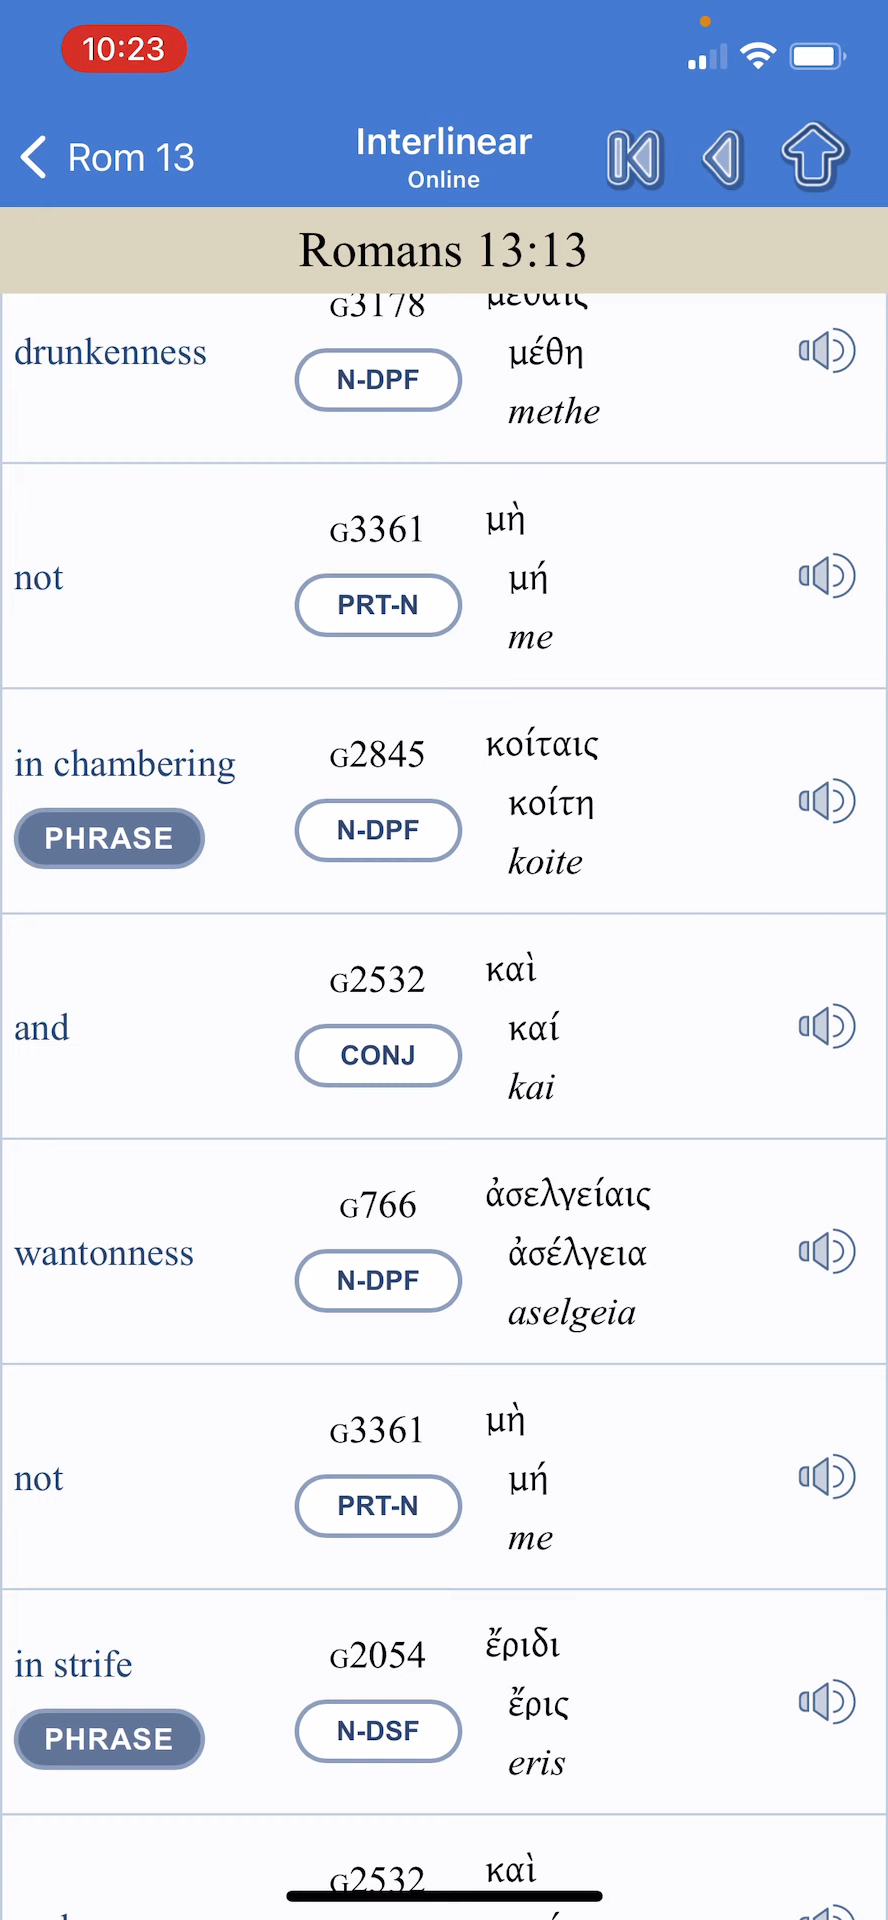 10:23
Rom 13
Interlinear
Online
Romans 13:13
drunkenness
G3178
N-DPF
μέθαις
μέθη
methe
not
G3361
PRT-N
μὴ
μή
me
in chambering
PHRASE
G2845
N-DPF
κοίταις
κοίτη
koite
and
G2532
CONJ
καὶ
καί
kai
wantonness
G766
N-DPF
ἀσελγείαις
ἀσέλγεια
aselgeia
not
G3361
PRT-N
μὴ
μή
me
in strife
PHRASE
G2054
N-DSF
ἔριδι
ἔρις
eris
G2532
καὶ